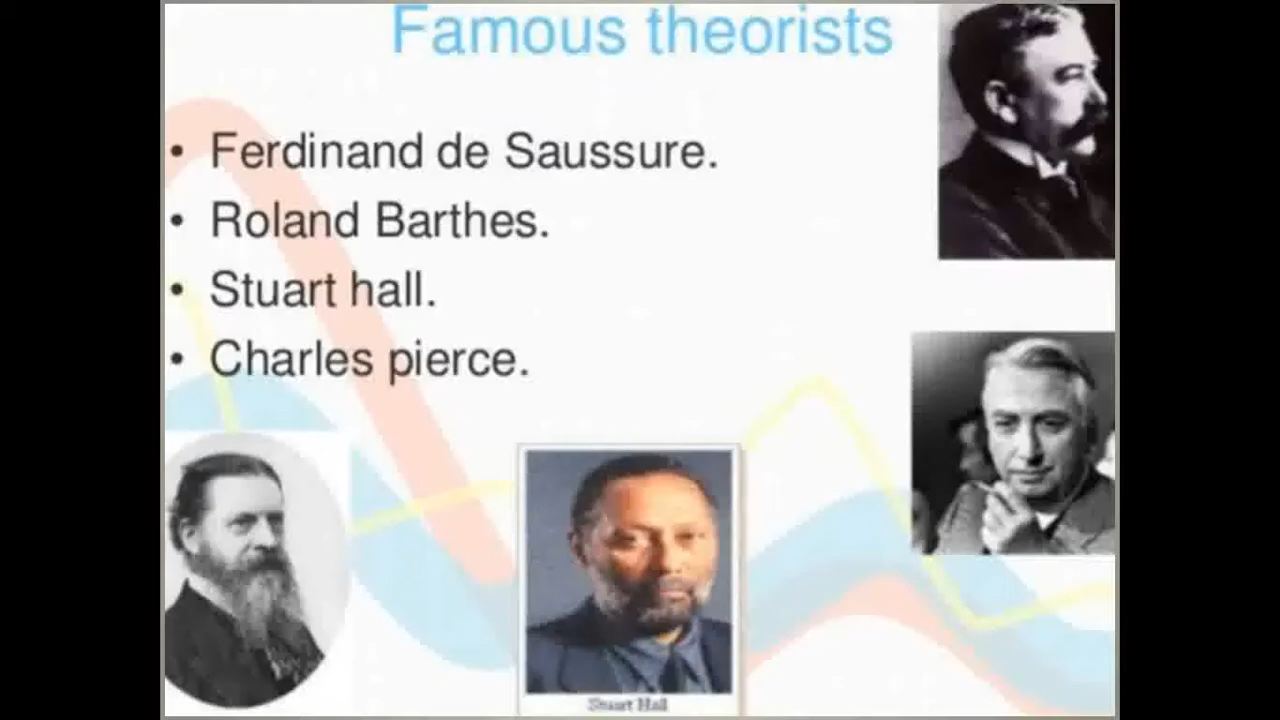 Famous theorists
• Ferdinand de Saussure.
• Roland Barthes.
• Stuart hall.
• Charles pierce.
Stuart Hall